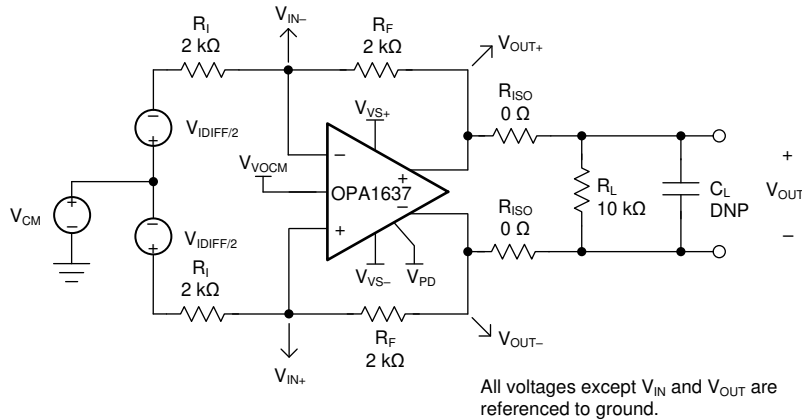 V_IN–
R_I
2 kΩ
R_F
2 kΩ
V_OUT+
R_ISO
0 Ω
– +
V_IDIFF/2
V_VS+
V_VOCM
–
+
OPA1637
+
–
R_L
10 kΩ
C_L
DNP
+
V_OUT
–
V_CM
+
–
–
+
V_IDIFF/2
R_ISO
0 Ω
V_VS–
V_PD
R_I
2 kΩ
R_F
2 kΩ
V_OUT–
V_IN+
All voltages except V_IN and V_OUT are
referenced to ground.